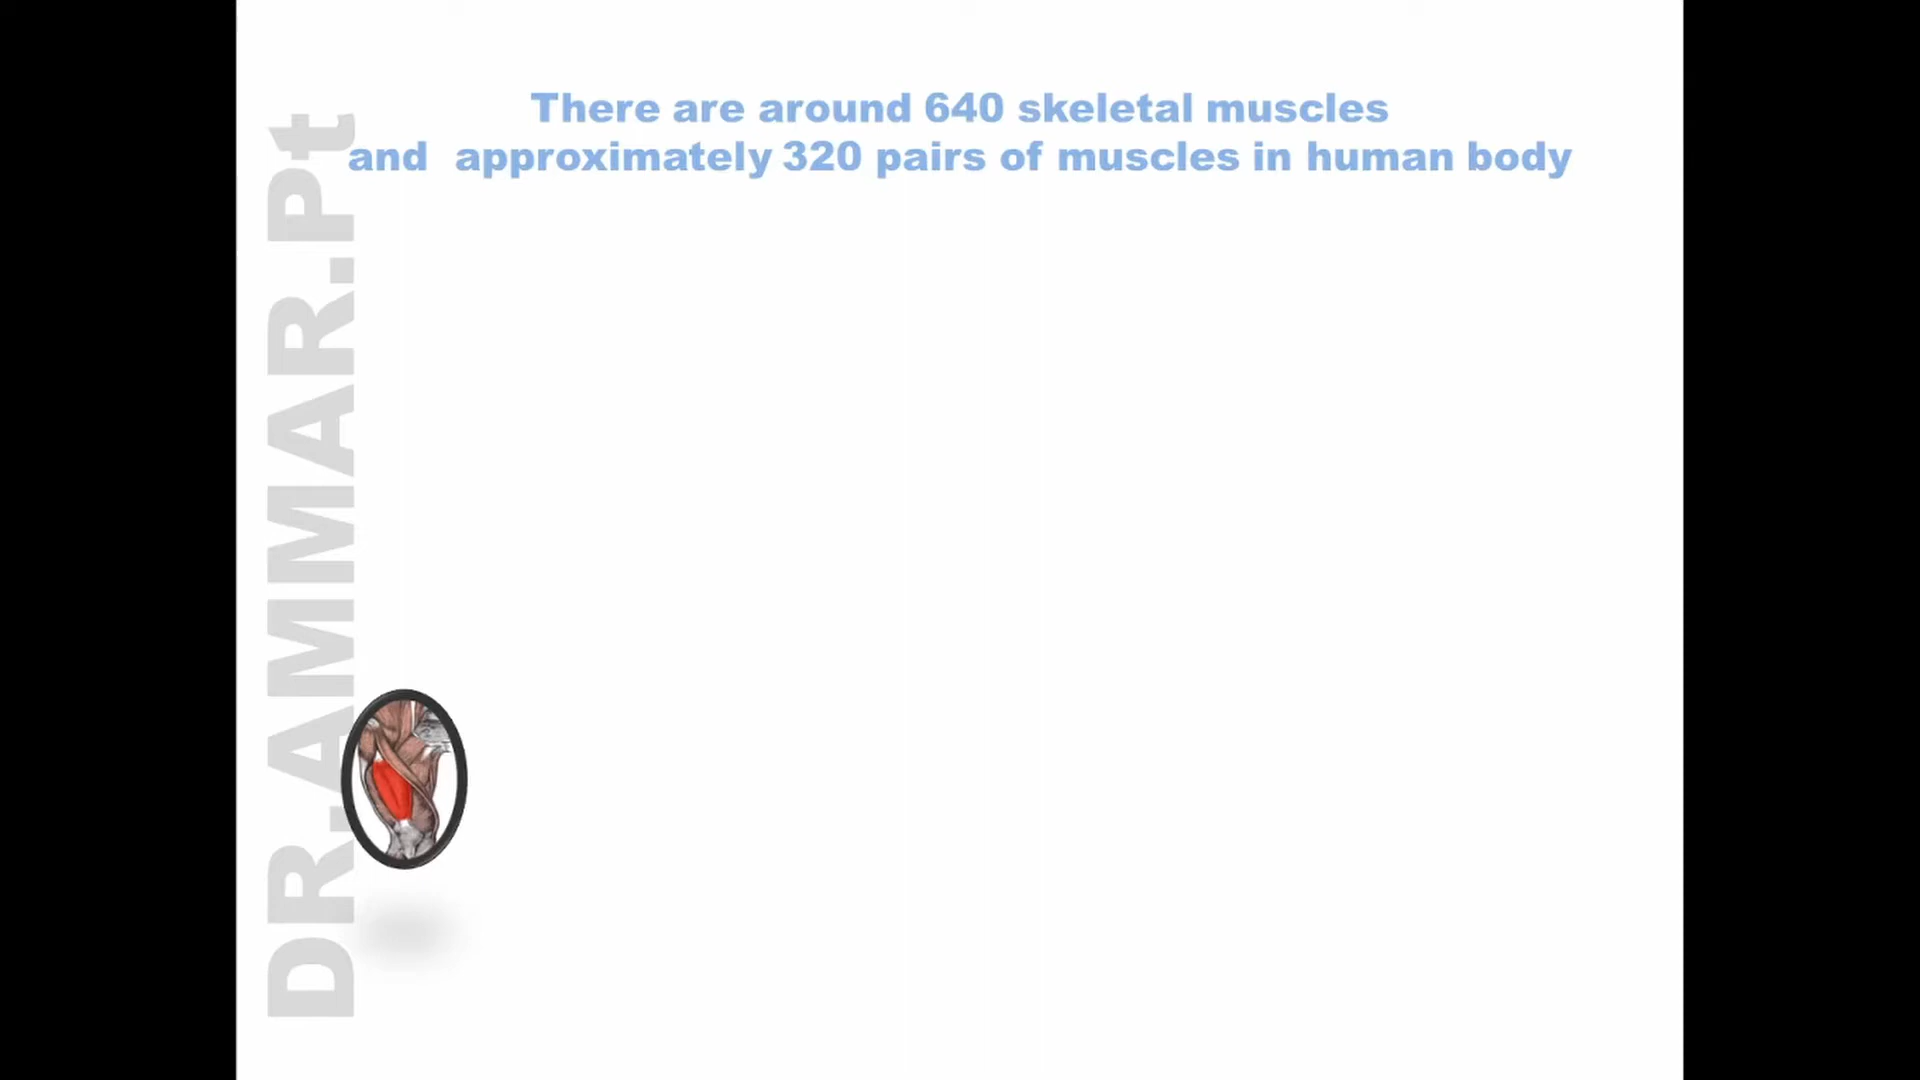 There are around 640 skeletal muscles
and approximately 320 pairs of muscles in human body
DR.AMMAR.Pt